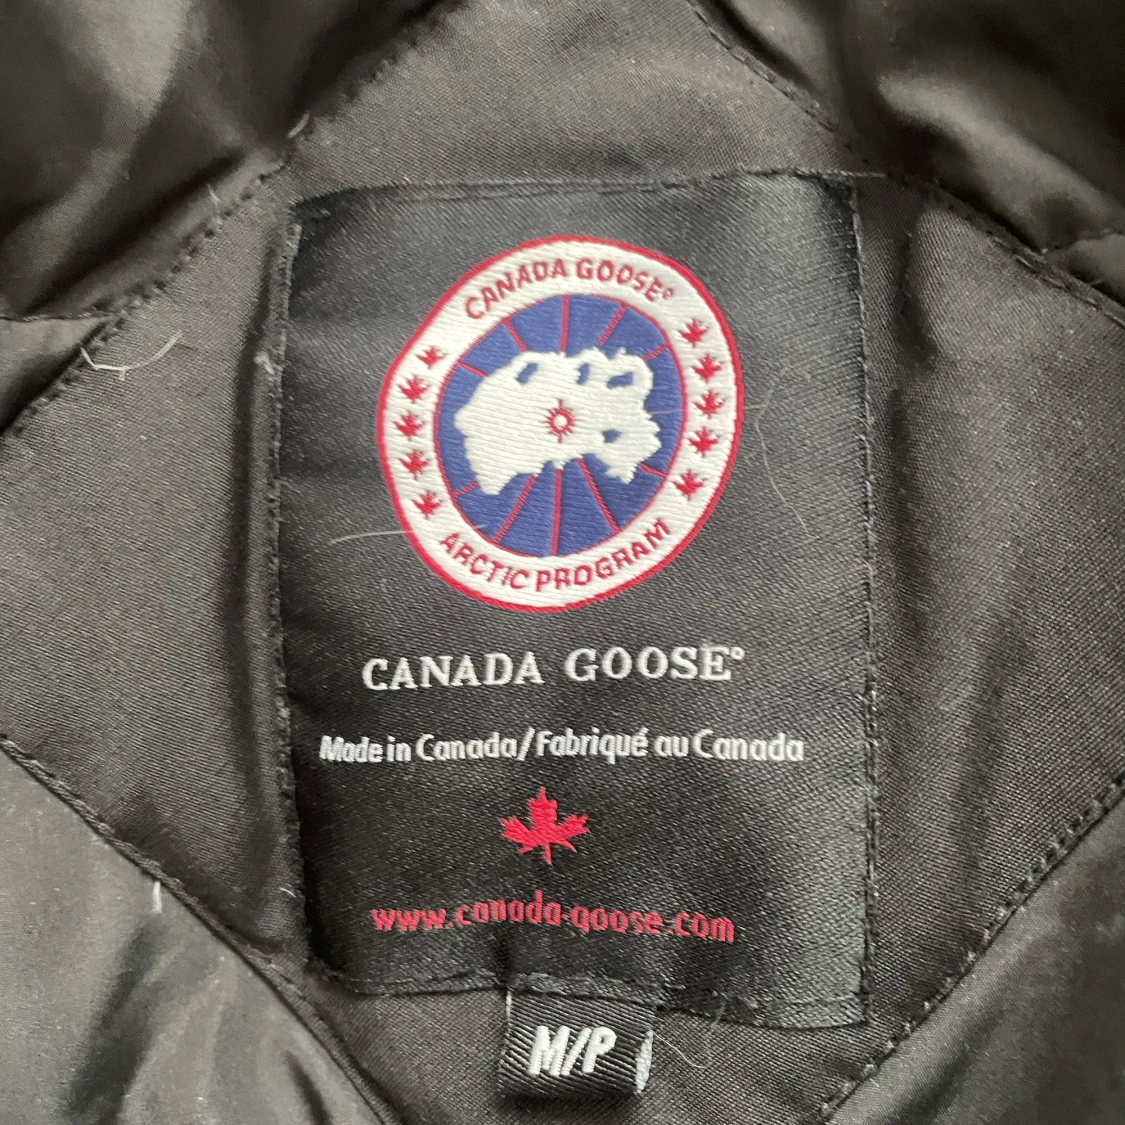 CANADA GOOSE®
ARCTIC PROGRAM
CANADA GOOSE®
Made in Canada/Fabriqué au Canada
www.canada-goose.com
M/P